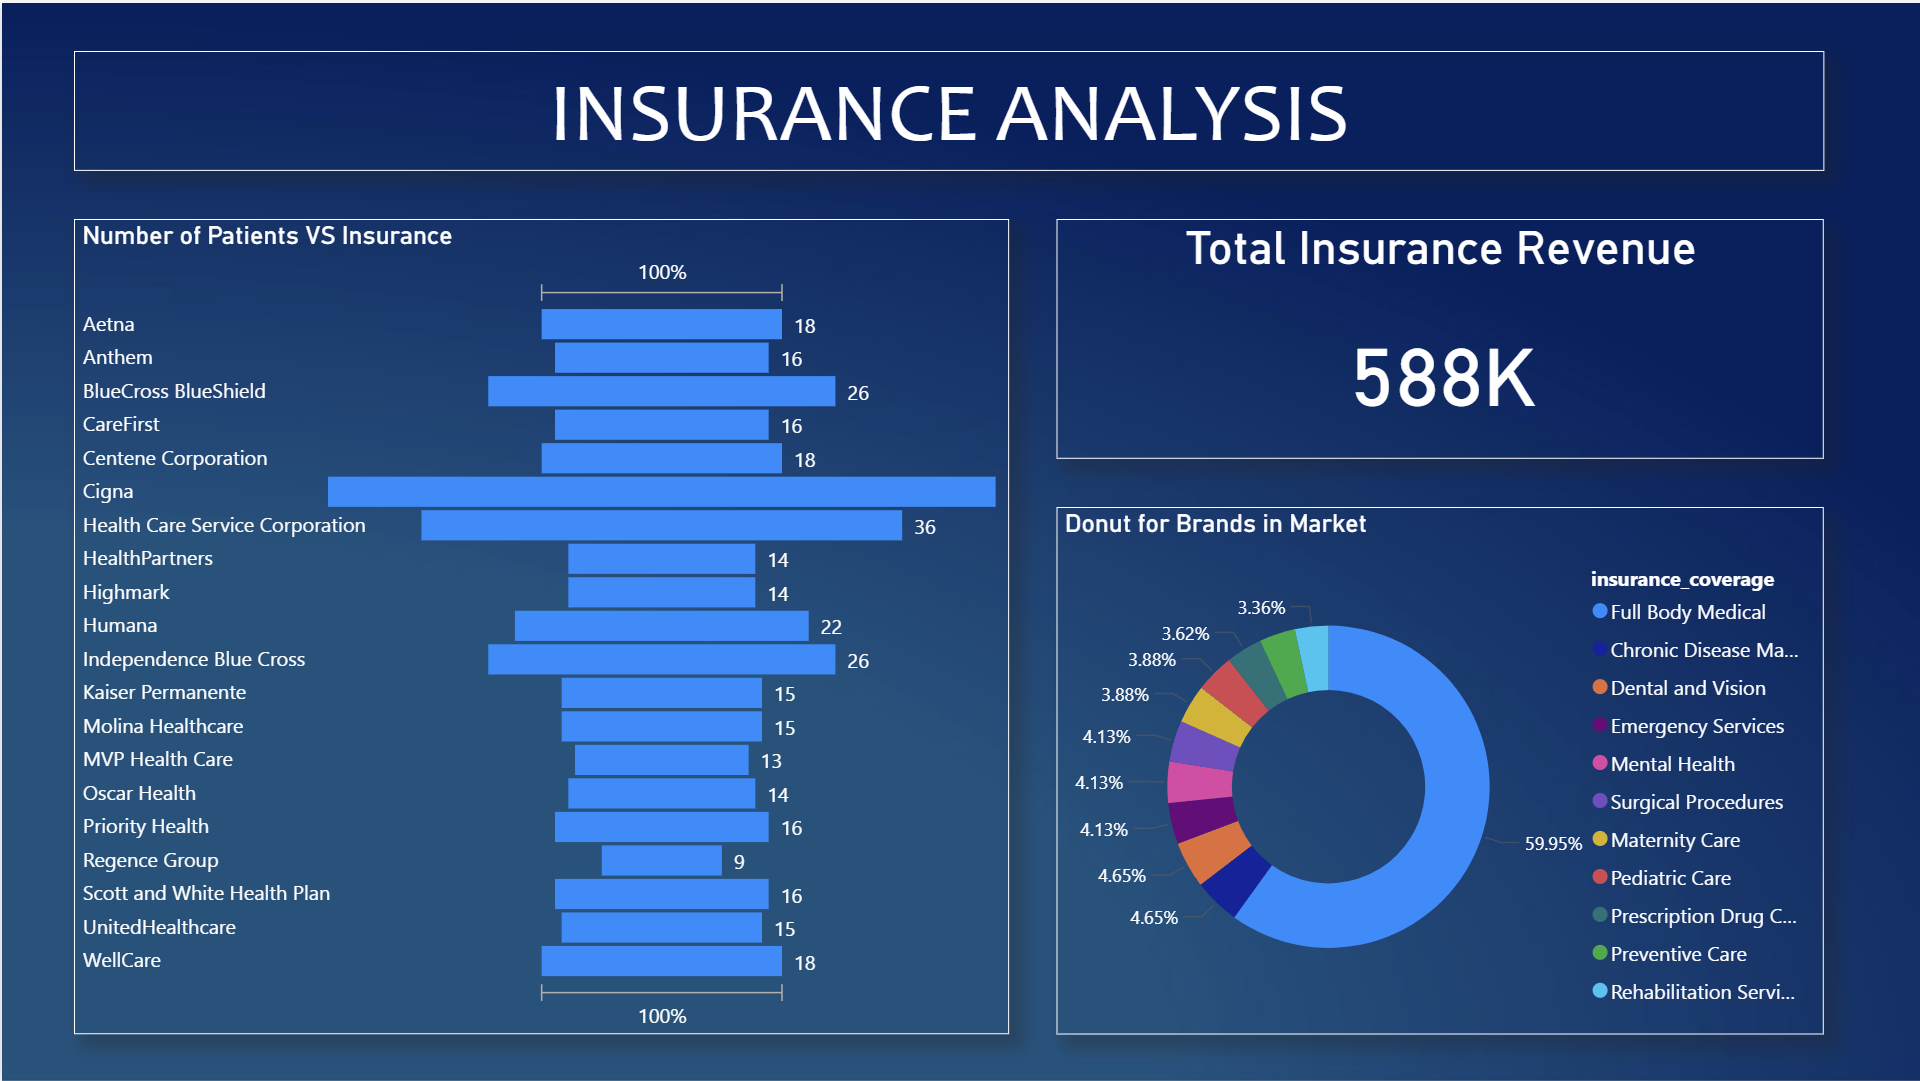 INSURANCE ANALYSIS
Number of Patients VS Insurance
100%
Aetna 18
Anthem 16
BlueCross BlueShield 26
CareFirst 16
Centene Corporation 18
Cigna
Health Care Service Corporation 36
HealthPartners 14
Highmark 14
Humana 22
Independence Blue Cross 26
Kaiser Permanente 15
Molina Healthcare 15
MVP Health Care 13
Oscar Health 14
Priority Health 16
Regence Group 9
Scott and White Health Plan 16
UnitedHealthcare 15
WellCare 18
100%
Total Insurance Revenue
588K
Donut for Brands in Market
3.36%
3.62%
3.88%
3.88%
4.13%
4.13%
4.13%
4.65%
4.65%
59.95%
insurance_coverage
Full Body Medical
Chronic Disease Ma...
Dental and Vision
Emergency Services
Mental Health
Surgical Procedures
Maternity Care
Pediatric Care
Prescription Drug C...
Preventive Care
Rehabilitation Servi...